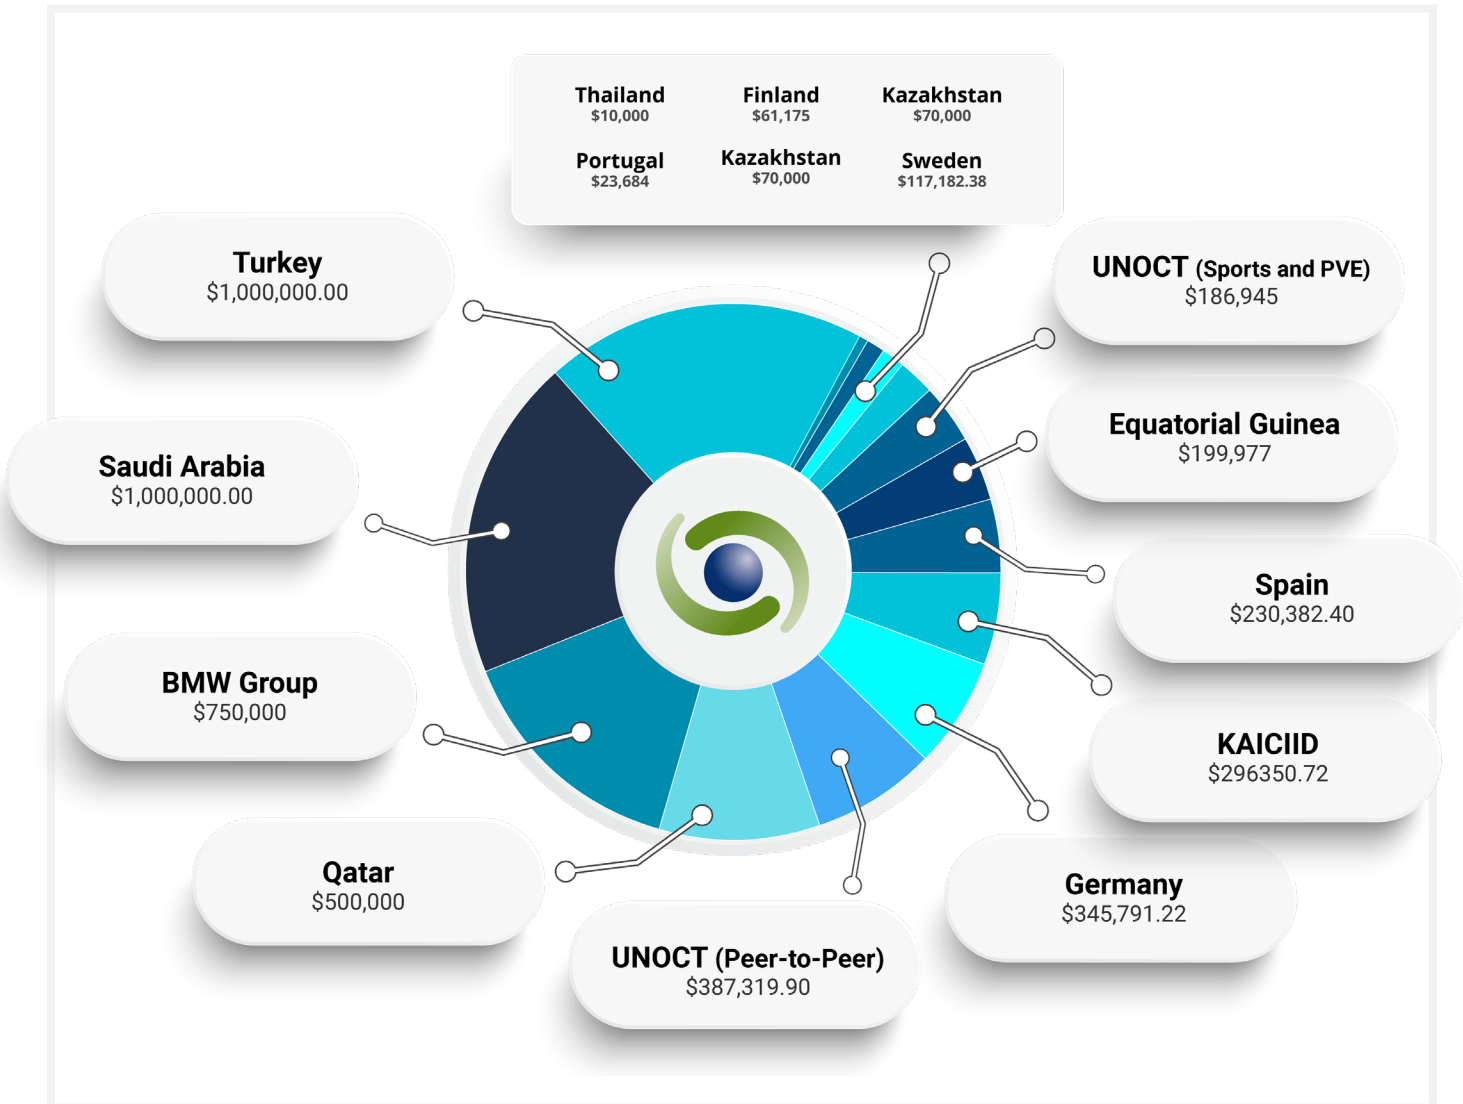 Thailand
$10,000
Finland
$61,175
Kazakhstan
$70,000
Portugal
$23,684
Kazakhstan
$70,000
Sweden
$117,182.38
Turkey
$1,000,000.00
UNOCT (Sports and PVE)
$186,945
Equatorial Guinea
$199,977
Saudi Arabia
$1,000,000.00
Spain
$230,382.40
BMW Group
$750,000
KAICIID
$296350.72
Qatar
$500,000
Germany
$345,791.22
UNOCT (Peer-to-Peer)
$387,319.90